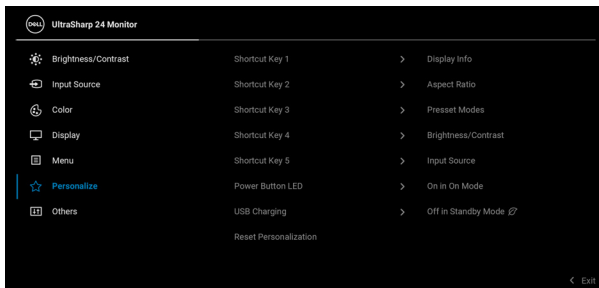 DELL UltraSharp 24 Monitor
Brightness/Contrast Shortcut Key 1 > Display Info
Input Source Shortcut Key 2 > Aspect Ratio
Color Shortcut Key 3 > Presset Modes
Display Shortcut Key 4 > Brightness/Contrast
Menu Shortcut Key 5 > Input Source
Personalize Power Button LED > On in On Mode
Others USB Charging > Off in Standby Mode
Reset Personalization
< Exit